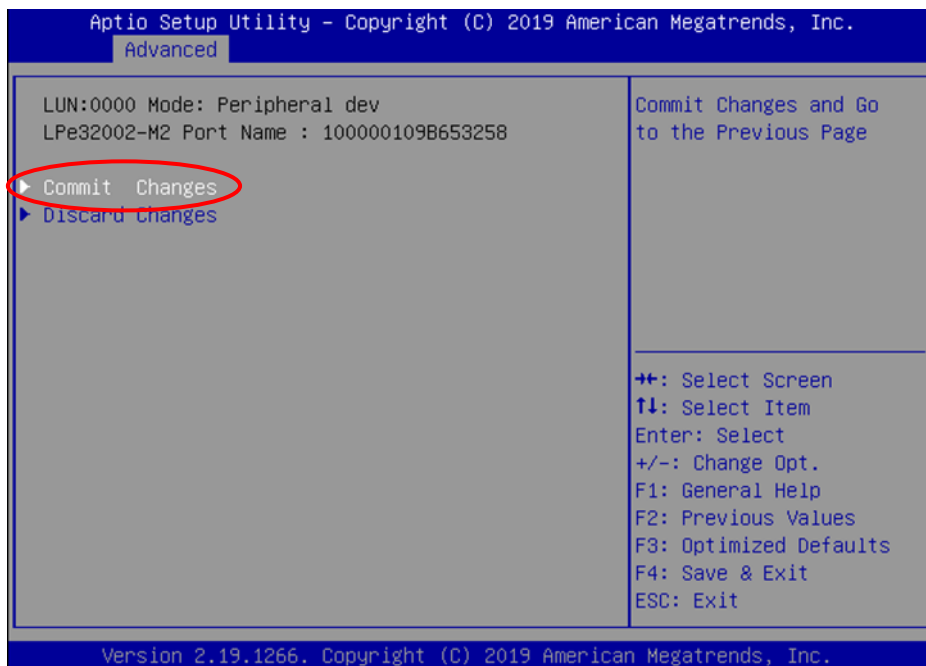 Aptio Setup Utility – Copyright (C) 2019 American Megatrends, Inc.
Advanced
LUN:0000 Mode: Peripheral dev
LPe32002-M2 Port Name : 100000109B653258
Commit  Changes
Discard Changes
Commit Changes and Go
to the Previous Page
→←: Select Screen
↑↓: Select Item
Enter: Select
+/-: Change Opt.
F1: General Help
F2: Previous Values
F3: Optimized Defaults
F4: Save & Exit
ESC: Exit
Version 2.19.1266. Copyright (C) 2019 American Megatrends, Inc.